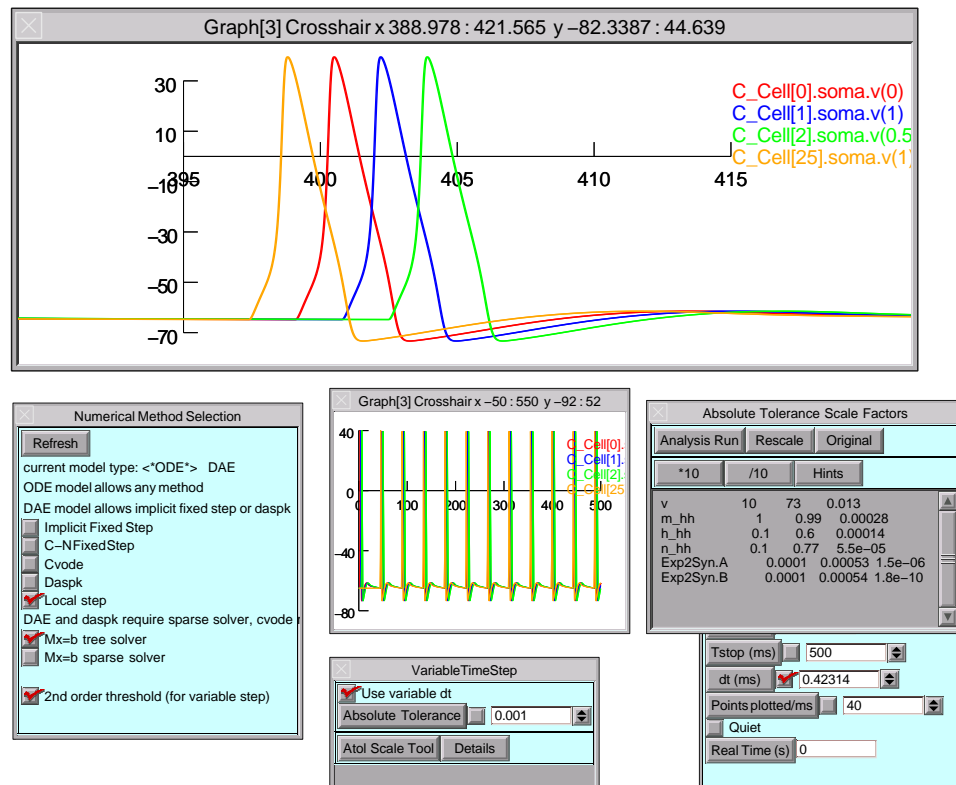 Graph[3] Crosshair x 388.978 : 421.565 y −82.3387 : 44.639
30
10
−10
−30
−50
−70
395
400
405
410
415
C_Cell[0].soma.v(0)
C_Cell[1].soma.v(1)
C_Cell[2].soma.v(0.5
C_Cell[25].soma.v(1)
Numerical Method Selection
Refresh
current model type: <*ODE*> DAE
ODE model allows any method
DAE model allows implicit fixed step or daspk
Implicit Fixed Step
C−N Fixed Step
Cvode
Daspk
Local step
DAE and daspk require sparse solver, cvode
Mx=b tree solver
Mx=b sparse solver
2nd order threshold (for variable step)
Graph[3] Crosshair x −50 : 550 y −92 : 52
40
0
−40
−80
0
100
200
300
400
500
C_Cell[0].
C_Cell[1].
C_Cell[2].
C_Cell[25
VariableTimeStep
Use variable dt
Absolute Tolerance 0.001
Atol Scale Tool Details
Absolute Tolerance Scale Factors
Analysis Run Rescale Original
*10 /10 Hints
v 10 73 0.013
m_hh 1 0.99 0.00028
h_hh 0.1 0.6 0.00014
n_hh 0.1 0.77 5.5e−05
Exp2Syn.A 0.0001 0.00053 1.5e−06
Exp2Syn.B 0.0001 0.00054 1.8e−10
Tstop (ms) 500
dt (ms) 0.42314
Points plotted/ms 40
Quiet
Real Time (s) 0